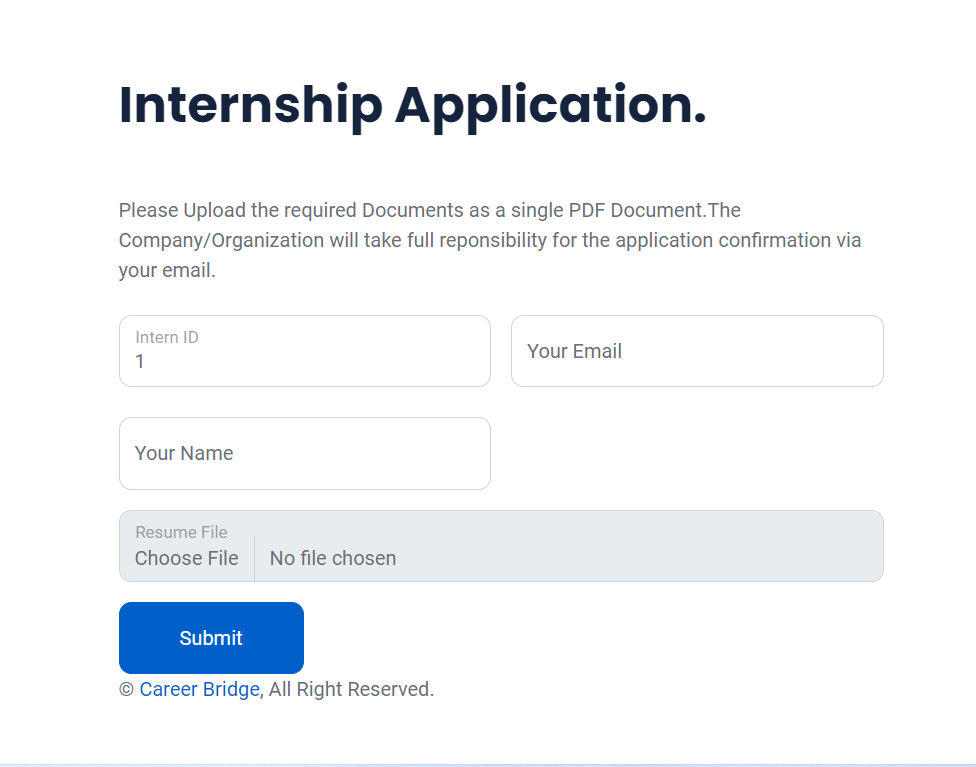 Internship Application.
Please Upload the required Documents as a single PDF Document.The
Company/Organization will take full reponsibility for the application confirmation via
your email.
Intern ID
1
Your Email
Your Name
Resume File
Choose File No file chosen
Submit
© Career Bridge, All Right Reserved.